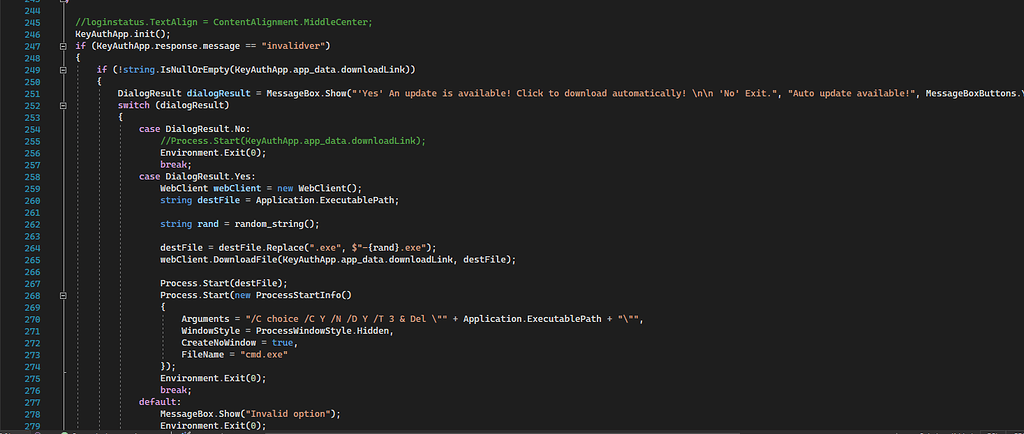 243
244
245 //loginstatus.TextAlign = ContentAlignment.MiddleCenter;
246 KeyAuthApp.init();
247 if (KeyAuthApp.response.message == "invalidver")
248 {
249 if (!string.IsNullOrEmpty(KeyAuthApp.app_data.downloadLink))
250 {
251 DialogResult dialogResult = MessageBox.Show("'Yes' An update is available! Click to download automatically! \n\n 'No' Exit.", "Auto update available!", MessageBoxButtons.Y
252 switch (dialogResult)
253 {
254 case DialogResult.No:
255 //Process.Start(KeyAuthApp.app_data.downloadLink);
256 Environment.Exit(0);
257 break;
258 case DialogResult.Yes:
259 WebClient webClient = new WebClient();
260 string destFile = Application.ExecutablePath;
261
262 string rand = random_string();
263
264 destFile = destFile.Replace(".exe", $"-{rand}.exe");
265 webClient.DownloadFile(KeyAuthApp.app_data.downloadLink, destFile);
266
267 Process.Start(destFile);
268 Process.Start(new ProcessStartInfo()
269 {
270 Arguments = "/C choice /C Y /N /D Y /T 3 & Del \"" + Application.ExecutablePath + "\"",
271 WindowStyle = ProcessWindowStyle.Hidden,
272 CreateNoWindow = true,
273 FileName = "cmd.exe"
274 });
275 Environment.Exit(0);
276 break;
277 default:
278 MessageBox.Show("Invalid option");
279 Environment.Exit(0);